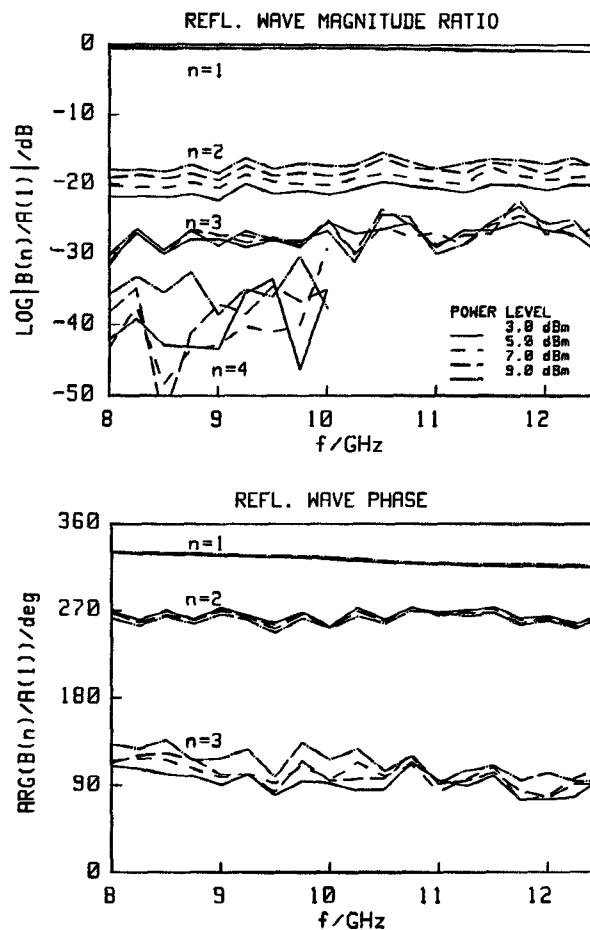 REFL. WAVE MAGNITUDE RATIO
LOG|B(n)/A(1)|/dB
0
-10
-20
-30
-40
-50
n=1
n=2
n=3
n=4
POWER LEVEL
3.0 dBm
5.0 dBm
7.0 dBm
9.0 dBm
8 9 10 11 12
f/GHz
REFL. WAVE PHASE
ARG(B(n)/A(1))/deg
360
270
180
90
0
n=1
n=2
n=3
8 9 10 11 12
f/GHz